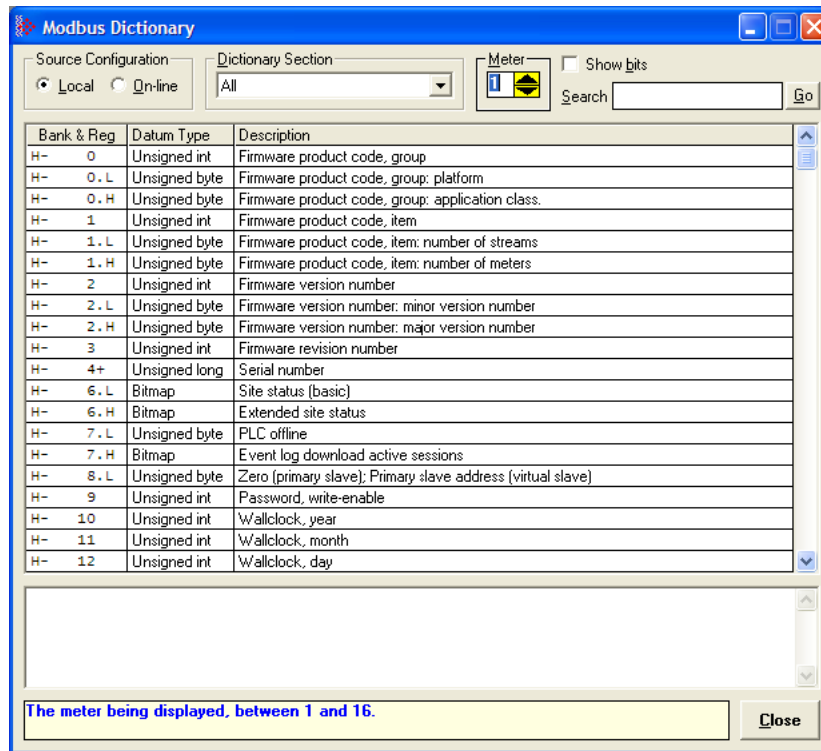 Modbus Dictionary
Source Configuration Dictionary Section Meter Show bits
Local On-line All 1 Search Go
Bank & Reg Datum Type Description
H- 0 Unsigned int Firmware product code, group
H- 0.L Unsigned byte Firmware product code, group: platform
H- 0.H Unsigned byte Firmware product code, group: application class.
H- 1 Unsigned int Firmware product code, item
H- 1.L Unsigned byte Firmware product code, item: number of streams
H- 1.H Unsigned byte Firmware product code, item: number of meters
H- 2 Unsigned int Firmware version number
H- 2.L Unsigned byte Firmware version number: minor version number
H- 2.H Unsigned byte Firmware version number: major version number
H- 3 Unsigned int Firmware revision number
H- 4+ Unsigned long Serial number
H- 6.L Bitmap Site status (basic)
H- 6.H Bitmap Extended site status
H- 7.L Unsigned byte PLC offline
H- 7.H Bitmap Event log download active sessions
H- 8.L Unsigned byte Zero (primary slave); Primary slave address (virtual slave)
H- 9 Unsigned int Password, write-enable
H- 10 Unsigned int Wallclock, year
H- 11 Unsigned int Wallclock, month
H- 12 Unsigned int Wallclock, day
The meter being displayed, between 1 and 16.
Close